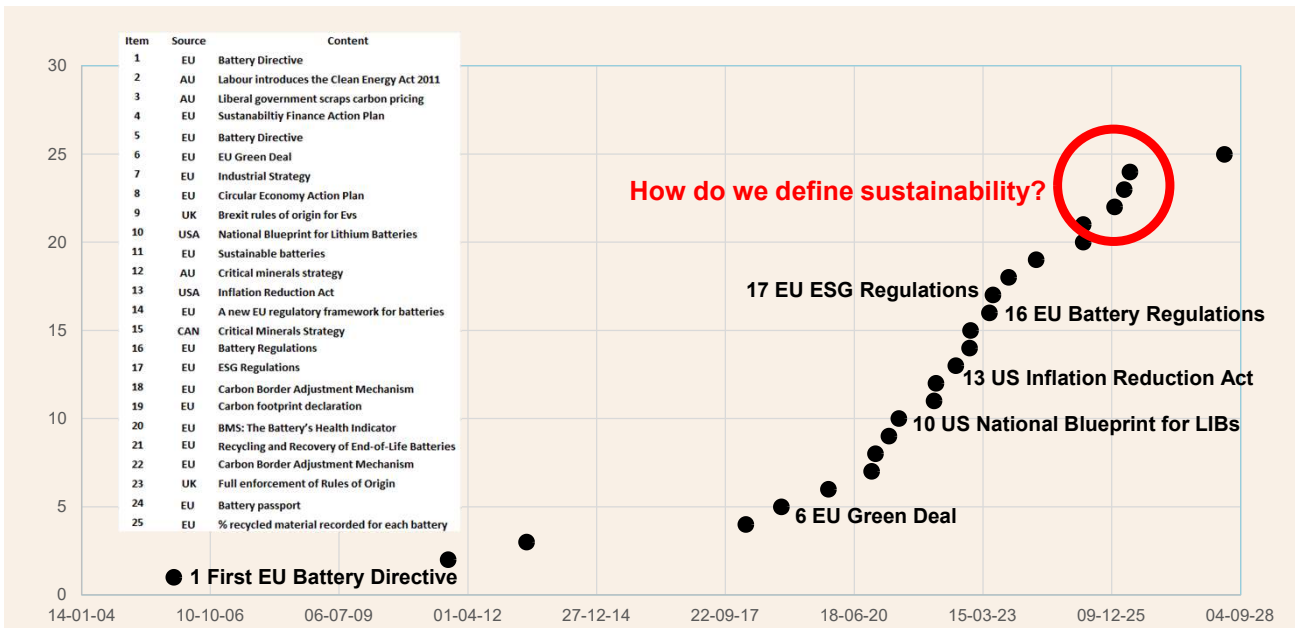 Item Source Content
1 EU Battery Directive
2 AU Labour introduces the Clean Energy Act 2011
3 AU Liberal government scraps carbon pricing
4 EU Sustanabiltiy Finance Action Plan
5 EU Battery Directive
6 EU EU Green Deal
7 EU Industrial Strategy
8 EU Circular Economy Action Plan
9 UK Brexit rules of origin for Evs
10 USA National Blueprint for Lithium Batteries
11 EU Sustainable batteries
12 AU Critical minerals strategy
13 USA Inflation Reduction Act
14 EU A new EU regulatory framework for batteries
15 CAN Critical Minerals Strategy
16 EU Battery Regulations
17 EU ESG Regulations
18 EU Carbon Border Adjustment Mechanism
19 EU Carbon footprint declaration
20 EU BMS: The Battery's Health Indicator
21 EU Recycling and Recovery of End-of-Life Batteries
22 EU Carbon Border Adjustment Mechanism
23 UK Full enforcement of Rules of Origin
24 EU Battery passport
25 EU % recycled material recorded for each battery
30
25
20
15
10
5
0
How do we define sustainability?
17 EU ESG Regulations
16 EU Battery Regulations
13 US Inflation Reduction Act
10 US National Blueprint for LIBs
6 EU Green Deal
1 First EU Battery Directive
14-01-04 10-10-06 06-07-09 01-04-12 27-12-14 22-09-17 18-06-20 15-03-23 09-12-25 04-09-28